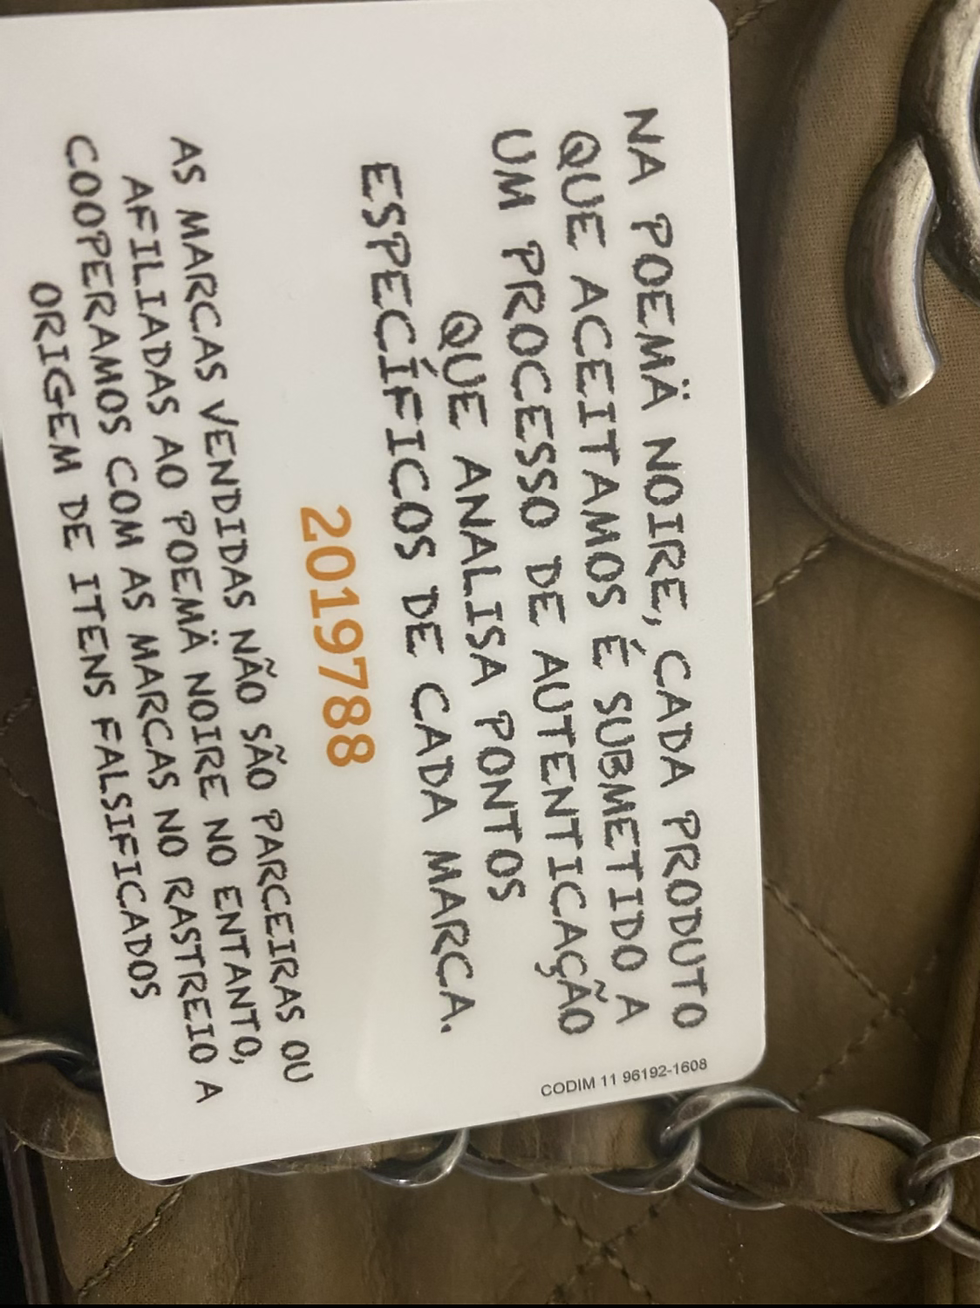 NA POEMÄ NOIRE, CADA PRODUTO
QUE ACEITAMOS É SUBMETIDO A
UM PROCESSO DE AUTENTICAÇÃO
QUE ANALISA PONTOS
ESPECÍFICOS DE CADA MARCA.
2019788
AS MARCAS VENDIDAS NÃO SÃO PARCEIRAS OU
AFILIADAS AO POEMÄ NOIRE NO ENTANTO,
COOPERAMOS COM AS MARCAS NO RASTREIO A
ORIGEM DE ITENS FALSIFICADOS
CODIM 11 96192-1608